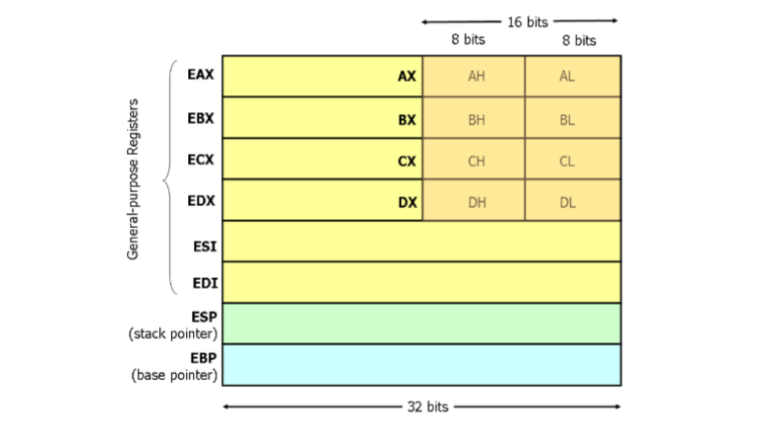 16 bits
8 bits 8 bits
General-purpose Registers
EAX AX AH AL
EBX BX BH BL
ECX CX CH CL
EDX DX DH DL
ESI
EDI
ESP
(stack pointer)
EBP
(base pointer)
32 bits